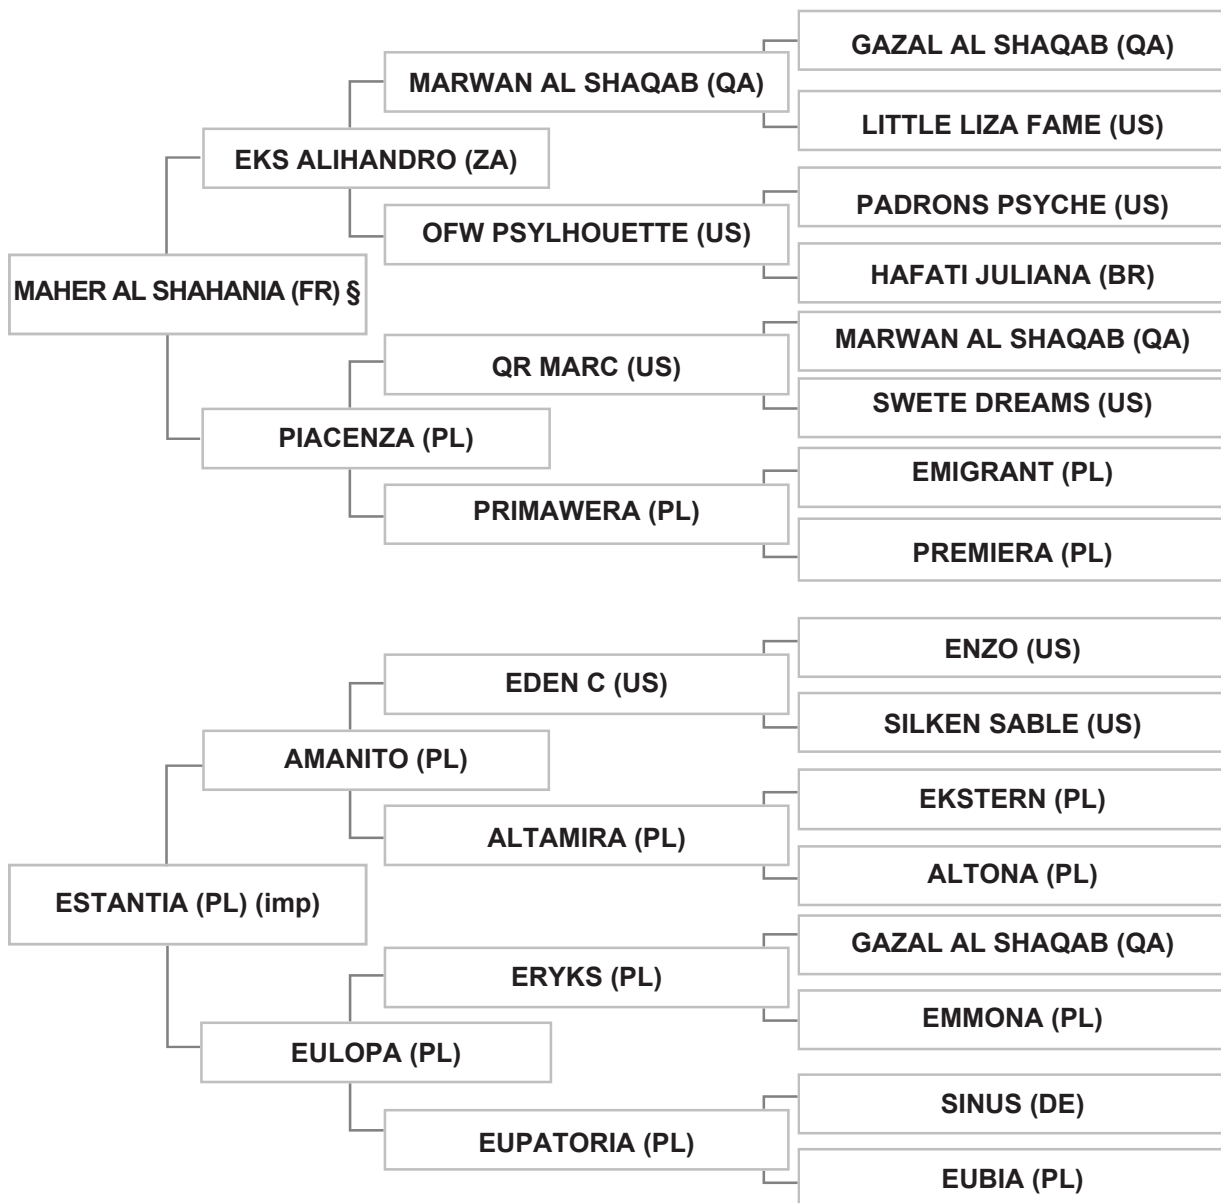 GAZAL AL SHAQAB (QA)
MARWAN AL SHAQAB (QA)
LITTLE LIZA FAME (US)
EKS ALIHANDRO (ZA)
PADRONS PSYCHE (US)
OFW PSYLHOUETTE (US)
HAFATI JULIANA (BR)
MAHER AL SHAHANIA (FR) §
MARWAN AL SHAQAB (QA)
QR MARC (US)
SWETE DREAMS (US)
PIACENZA (PL)
EMIGRANT (PL)
PRIMAWERA (PL)
PREMIERA (PL)
ENZO (US)
EDEN C (US)
SILKEN SABLE (US)
AMANITO (PL)
EKSTERN (PL)
ALTAMIRA (PL)
ALTONA (PL)
ESTANTIA (PL) (imp)
GAZAL AL SHAQAB (QA)
ERYKS (PL)
EMMONA (PL)
EULOPA (PL)
SINUS (DE)
EUPATORIA (PL)
EUBIA (PL)